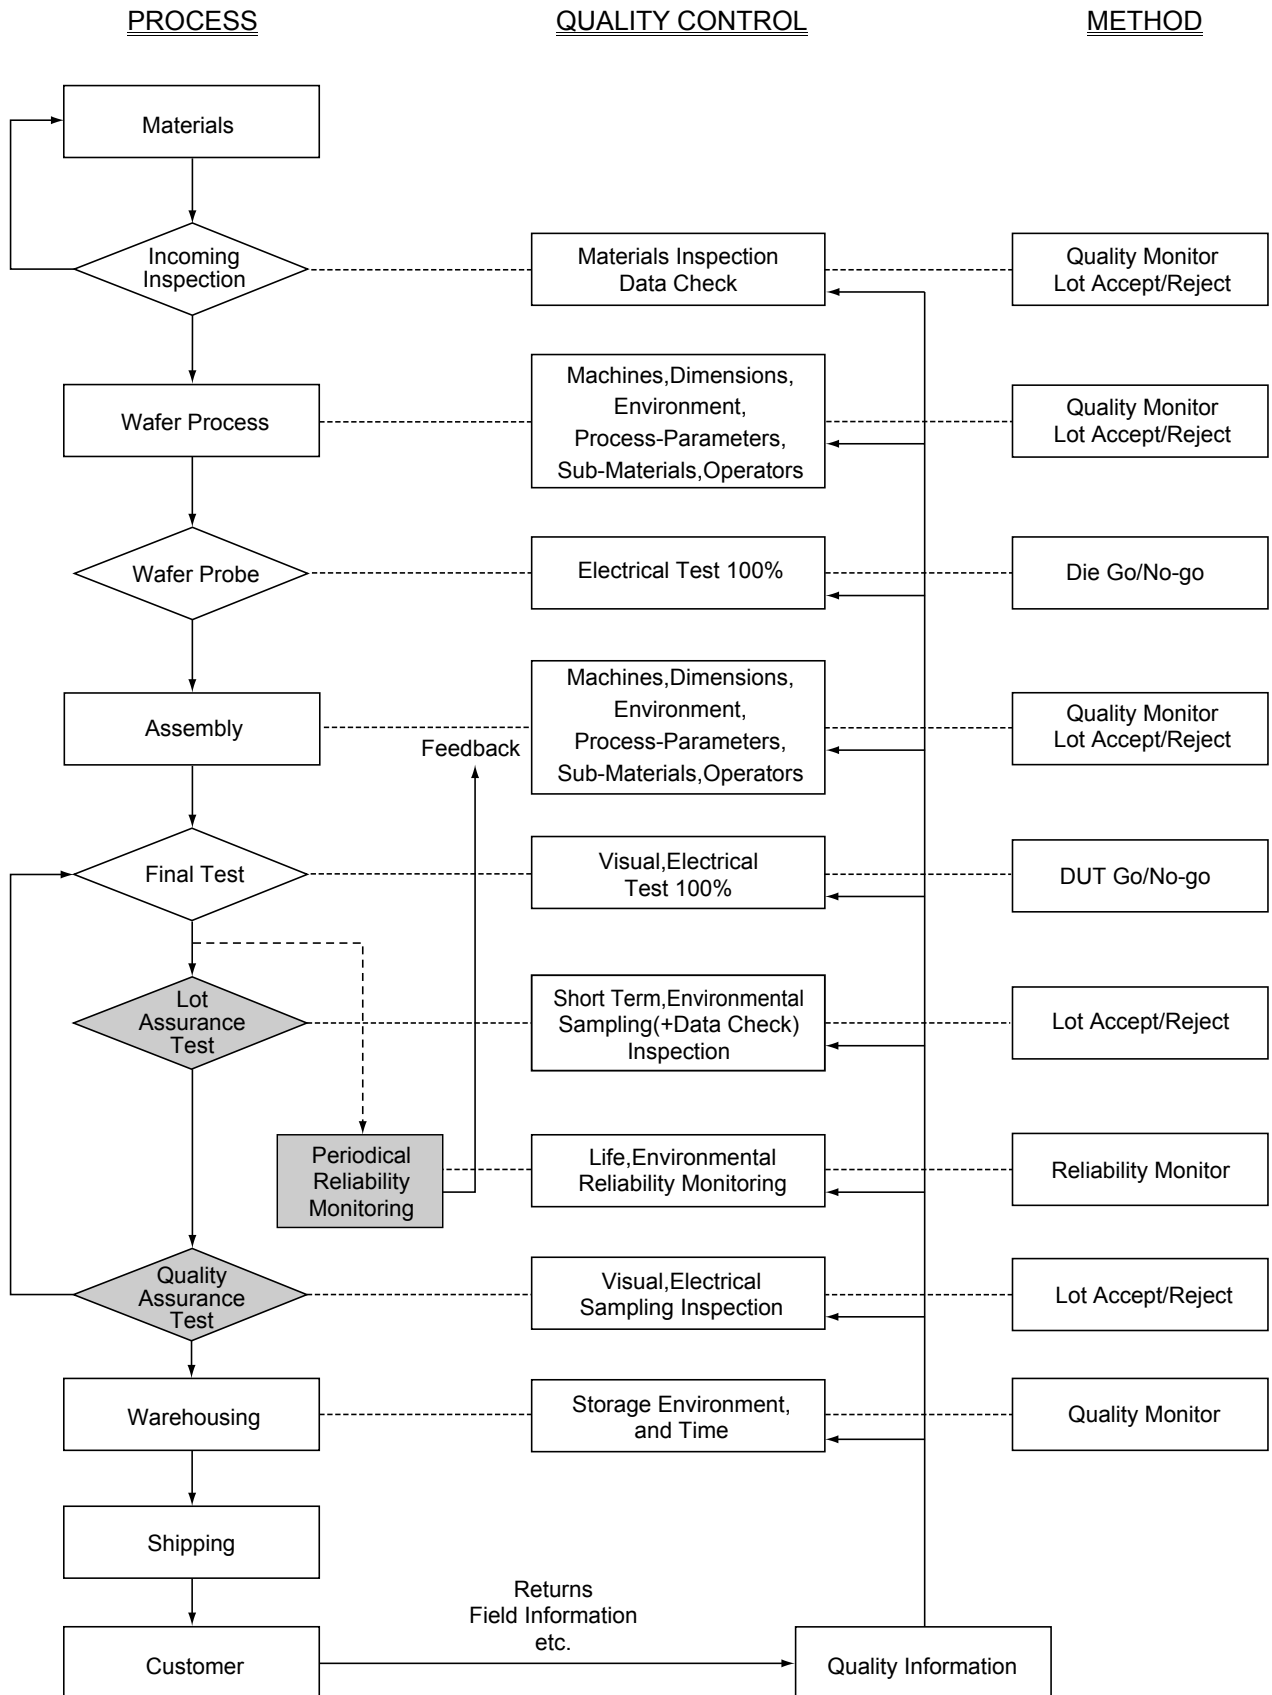 PROCESS
QUALITY CONTROL
METHOD
Materials
Incoming
Inspection
Materials Inspection
Data Check
Quality Monitor
Lot Accept/Reject
Wafer Process
Machines,Dimensions,
Environment,
Process-Parameters,
Sub-Materials,Operators
Quality Monitor
Lot Accept/Reject
Wafer Probe
Electrical Test 100%
Die Go/No-go
Assembly
Machines,Dimensions,
Environment,
Process-Parameters,
Sub-Materials,Operators
Quality Monitor
Lot Accept/Reject
Feedback
Final Test
Visual,Electrical
Test 100%
DUT Go/No-go
Lot
Assurance
Test
Short Term,Environmental
Sampling(+Data Check)
Inspection
Lot Accept/Reject
Periodical
Reliability
Monitoring
Life,Environmental
Reliability Monitoring
Reliability Monitor
Quality
Assurance
Test
Visual,Electrical
Sampling Inspection
Lot Accept/Reject
Warehousing
Storage Environment,
and Time
Quality Monitor
Shipping
Returns
Field Information
etc.
Customer
Quality Information